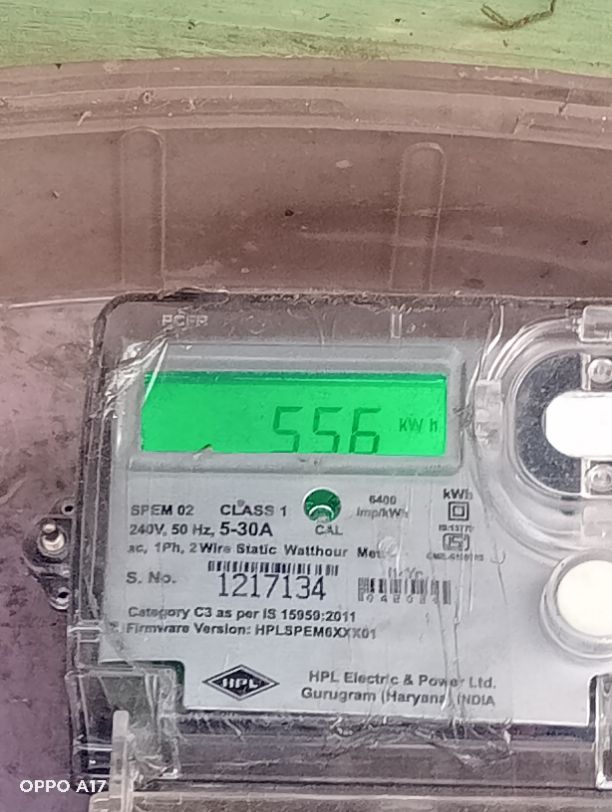 556 kWh
SPEM 02 CLASS 1
6400 imp/kWh
kWh
240V, 50 Hz, 5-30A
CAL
ac, 1Ph, 2 Wire Static Watthour
S. No. 1217134
Category C3 as per IS 15959:2011
Firmware Version: HPLSPEM6XXX01
HPL
HPL Electric & Power Ltd.
Gurugram (Haryana) INDIA
OPPO A17